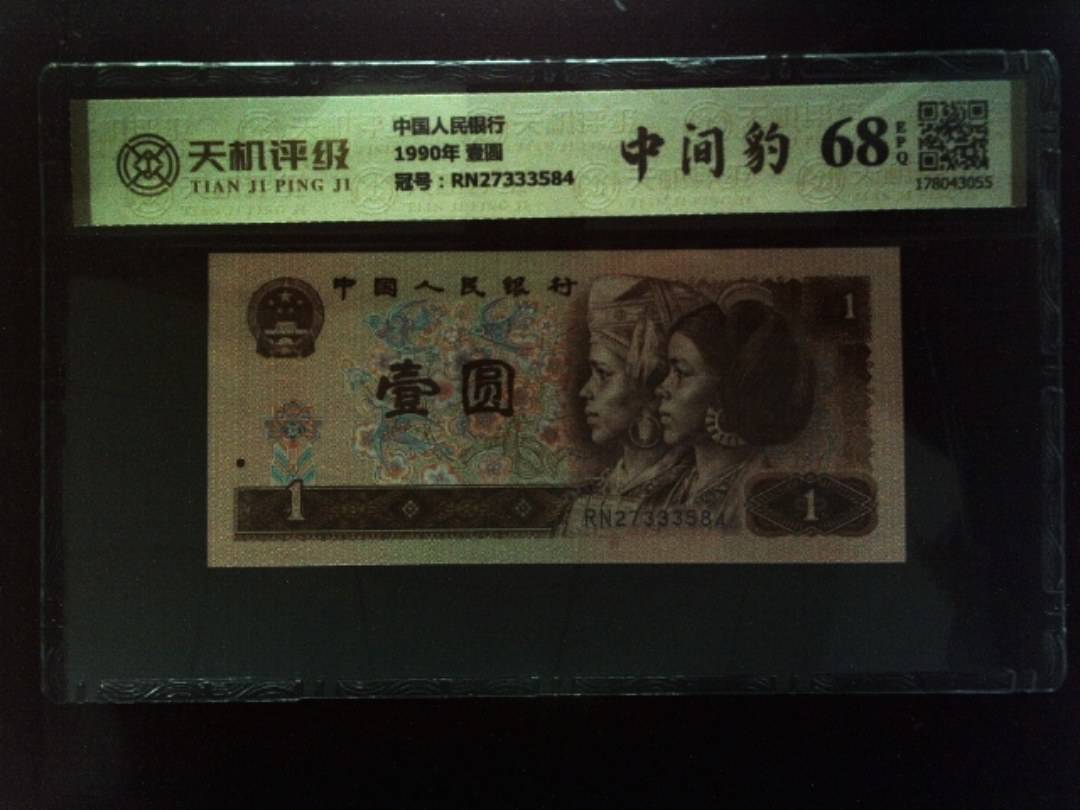 天机评级
TIAN JI PING JI
中国人民银行
1990年 壹圆
冠号：RN27333584
中间豹
68
EPQ
178043055
中国人民银行
1
壹圆
1
RN27333584
1